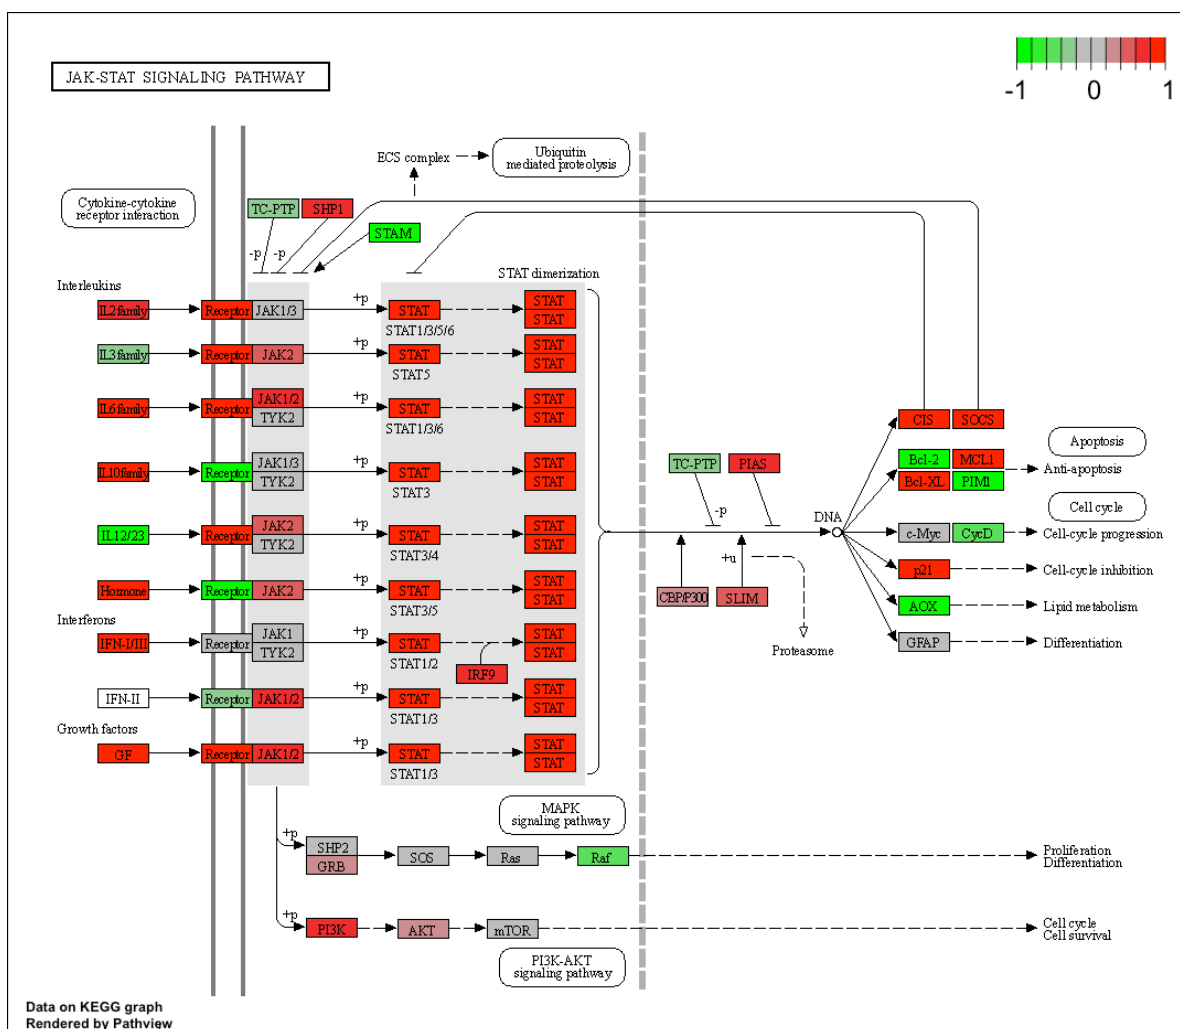 JAK-STAT SIGNALING PATHWAY
-1 0 1
ECS complex
Ubiquitin
mediated proteolysis
Cytokine-cytokine
receptor interaction
TC-PTP
SHP1
STAM
-p
-p
STAT dimerization
Interleukins
IL2 family
Receptor
JAK1/3
+p
STAT
STAT1/3/5/6
STAT
STAT
IL3 family
Receptor
JAK2
+p
STAT
STAT5
STAT
STAT
IL6 family
Receptor
JAK1/2
TYK2
+p
STAT
STAT1/3/6
STAT
STAT
IL10 family
Receptor
JAK1/3
TYK2
+p
STAT
STAT3
STAT
STAT
IL12/23
Receptor
JAK2
TYK2
+p
STAT
STAT3/4
STAT
STAT
Hormone
Receptor
JAK2
+p
STAT
STAT3/5
STAT
STAT
Interferons
IFN-I/III
Receptor
JAK1
TYK2
+p
STAT
STAT1/2
IRF9
STAT
STAT
IFN-II
Receptor
JAK1/2
+p
STAT
STAT1/3
STAT
STAT
Growth factors
GF
Receptor
JAK1/2
+p
STAT
STAT1/3
STAT
STAT
TC-PTP
PIAS
-p
CBP/P300
+u
SLIM
Proteasome
DNA
CIS
SOCS
Bcl-2
MCL1
Bcl-XL
PIM1
Apoptosis
Anti-apoptosis
Cell cycle
c-Myc
CycD
Cell-cycle progression
p21
Cell-cycle inhibition
AOX
Lipid metabolism
GFAP
Differentiation
MAPK
signaling pathway
+p
SHP2
GRB
SOS
Ras
Raf
Proliferation
Differentiation
+p
PI3K
AKT
mTOR
Cell cycle
Cell survival
PI3K-AKT
signaling pathway
Data on KEGG graph
Rendered by Pathview